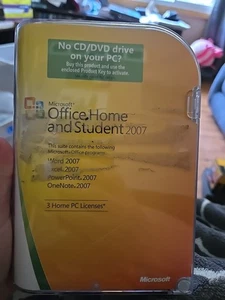 No CD/DVD drive
on your PC?
Buy this product and use the
enclosed Product Key to activate.
Microsoft®
Office Home
and Student 2007
This suite contains the following
Microsoft Office programs:
Word 2007
Excel 2007
PowerPoint® 2007
OneNote® 2007
3 Home PC Licenses*
Microsoft